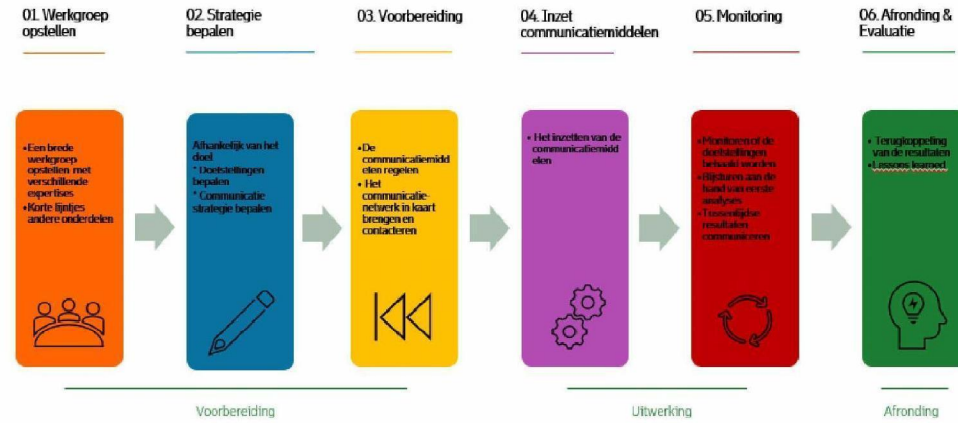 01. Werkgroep
opstellen
02. Strategie
bepalen
03. Voorbereiding
04. Inzet
communicatiemiddelen
05. Monitoring
06. Afronding &
Evaluatie
•Een brede
werkgroep
opstellen met
verschillende
expertises
•Korte lijntjes
andere onderdelen
Afhankelijk van het
doel
* Doelstellingen
bepalen
* Communicatie
strategie bepalen
•De
communicatiemidd
elen regelen
• Het
communicatie-
netwerk in kaart
brengen en
contacteren
• Het inzetten van de
communicatiemidd
elen
•Monitoren of de
doelstellingen
behaald worden
•Bijsturen aan de
hand van eerste
analyses
•Tussentijdse
resultaten
communiceren
• Terugkoppeling
van de resultaten
•Lessons learned
Voorbereiding
Uitwerking
Afronding